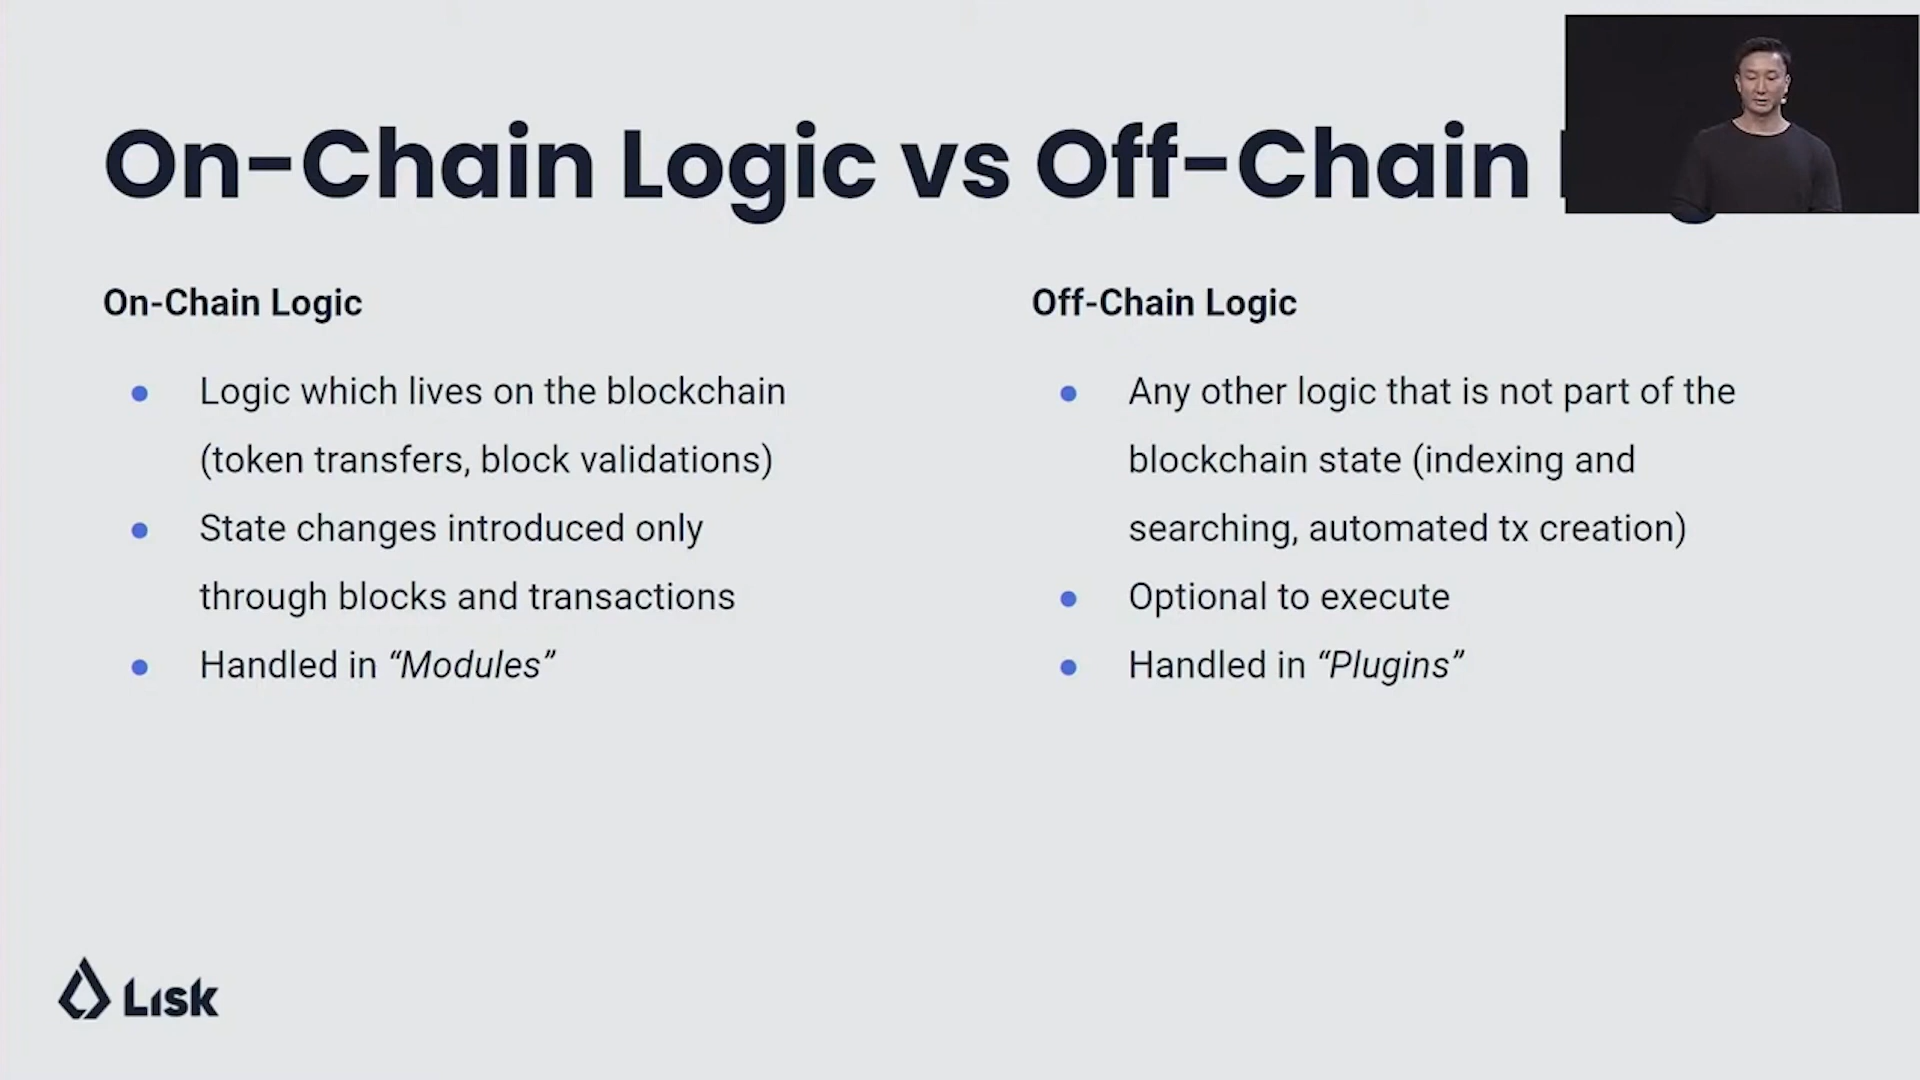 On-Chain Logic vs Off-Chain
On-Chain Logic
● Logic which lives on the blockchain
(token transfers, block validations)
● State changes introduced only
through blocks and transactions
● Handled in “Modules”
Off-Chain Logic
● Any other logic that is not part of the
blockchain state (indexing and
searching, automated tx creation)
● Optional to execute
● Handled in “Plugins”
Lisk